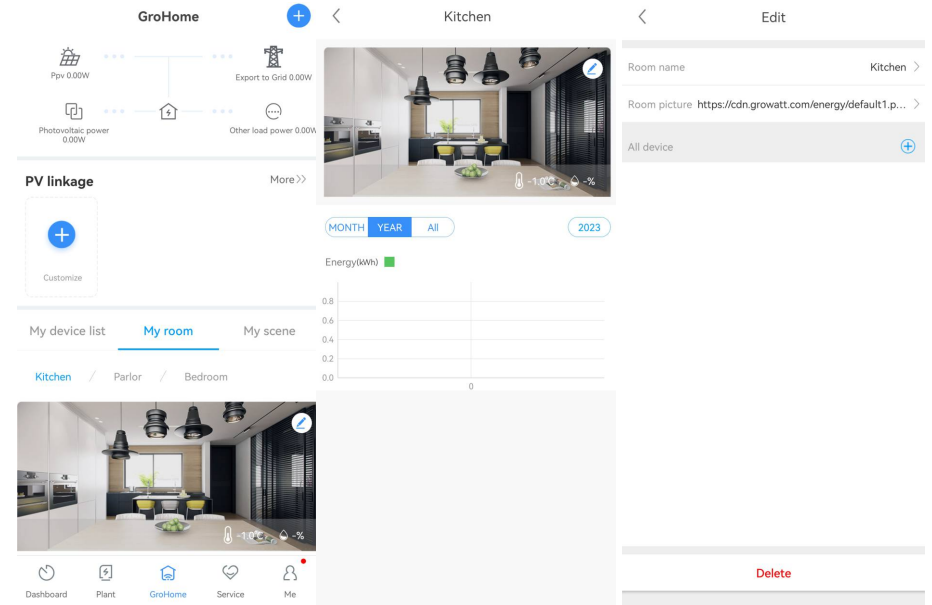 GroHome
Ppv 0.00W
Export to Grid 0.00W
Photovoltaic power
0.00W
Other load power 0.00W
PV linkage
More
Customize
My device list
My room
My scene
Kitchen / Parlor / Bedroom
-1.0℃
-%
Dashboard
Plant
GroHome
Service
Me
Kitchen
-1.0℃
-%
MONTH
YEAR
All
2023
Energy(kWh)
0.8
0.6
0.4
0.2
0.0
0
Edit
Room name
Kitchen
Room picture
https://cdn.growatt.com/energy/default1.p...
All device
Delete